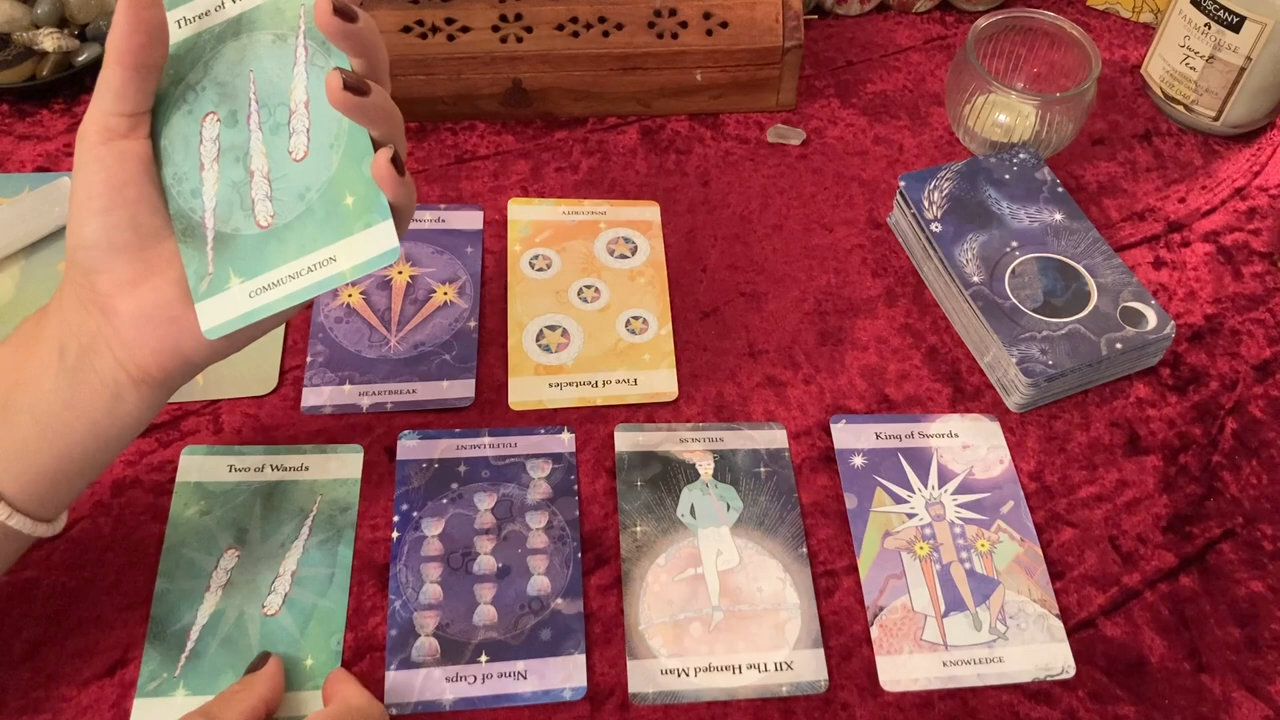 Three of W
COMMUNICATION
Swords
HEARTBREAK
INSECURITY
Five of Pentacles
TUSCANY
FARMHOUSE
Sweet
Tea
Two of Wands
FULFILLMENT
Nine of Cups
STILLNESS
XII The Hanged Man
King of Swords
KNOWLEDGE